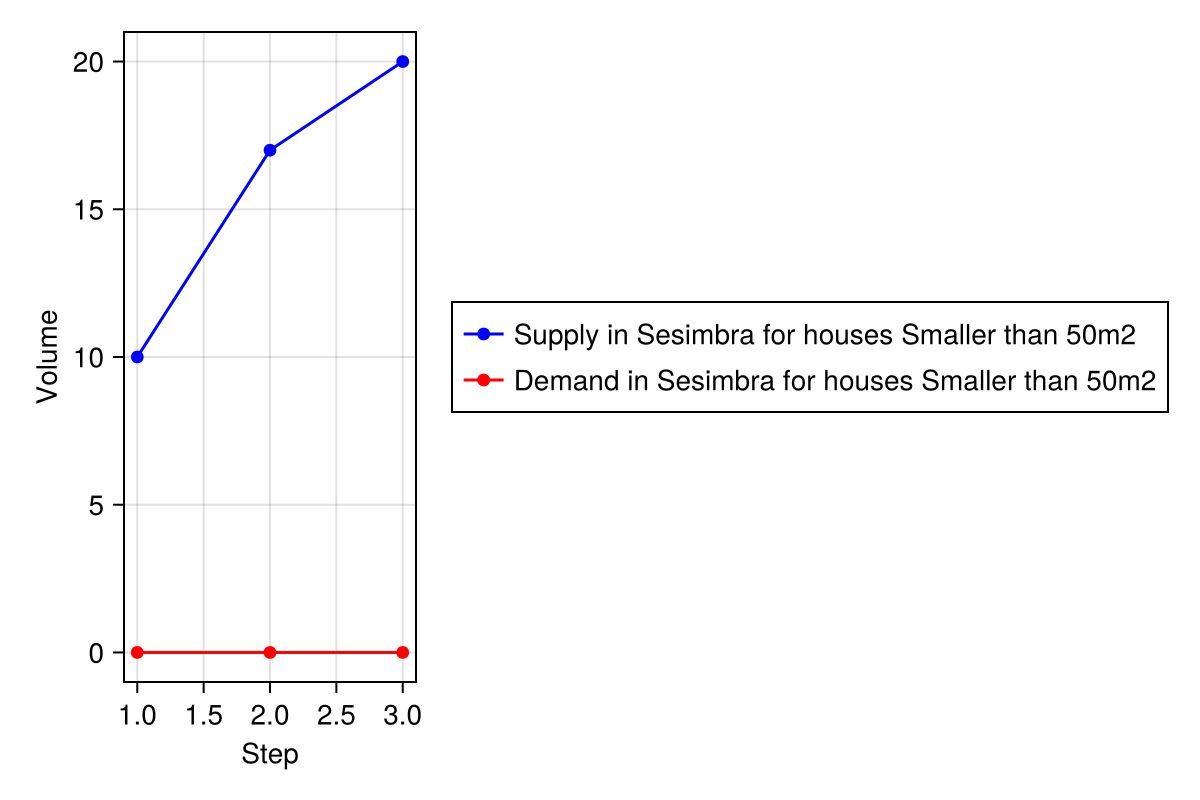 20
15
10
5
0
Volume
1.0 1.5 2.0 2.5 3.0
Step
Supply in Sesimbra for houses Smaller than 50m2
Demand in Sesimbra for houses Smaller than 50m2